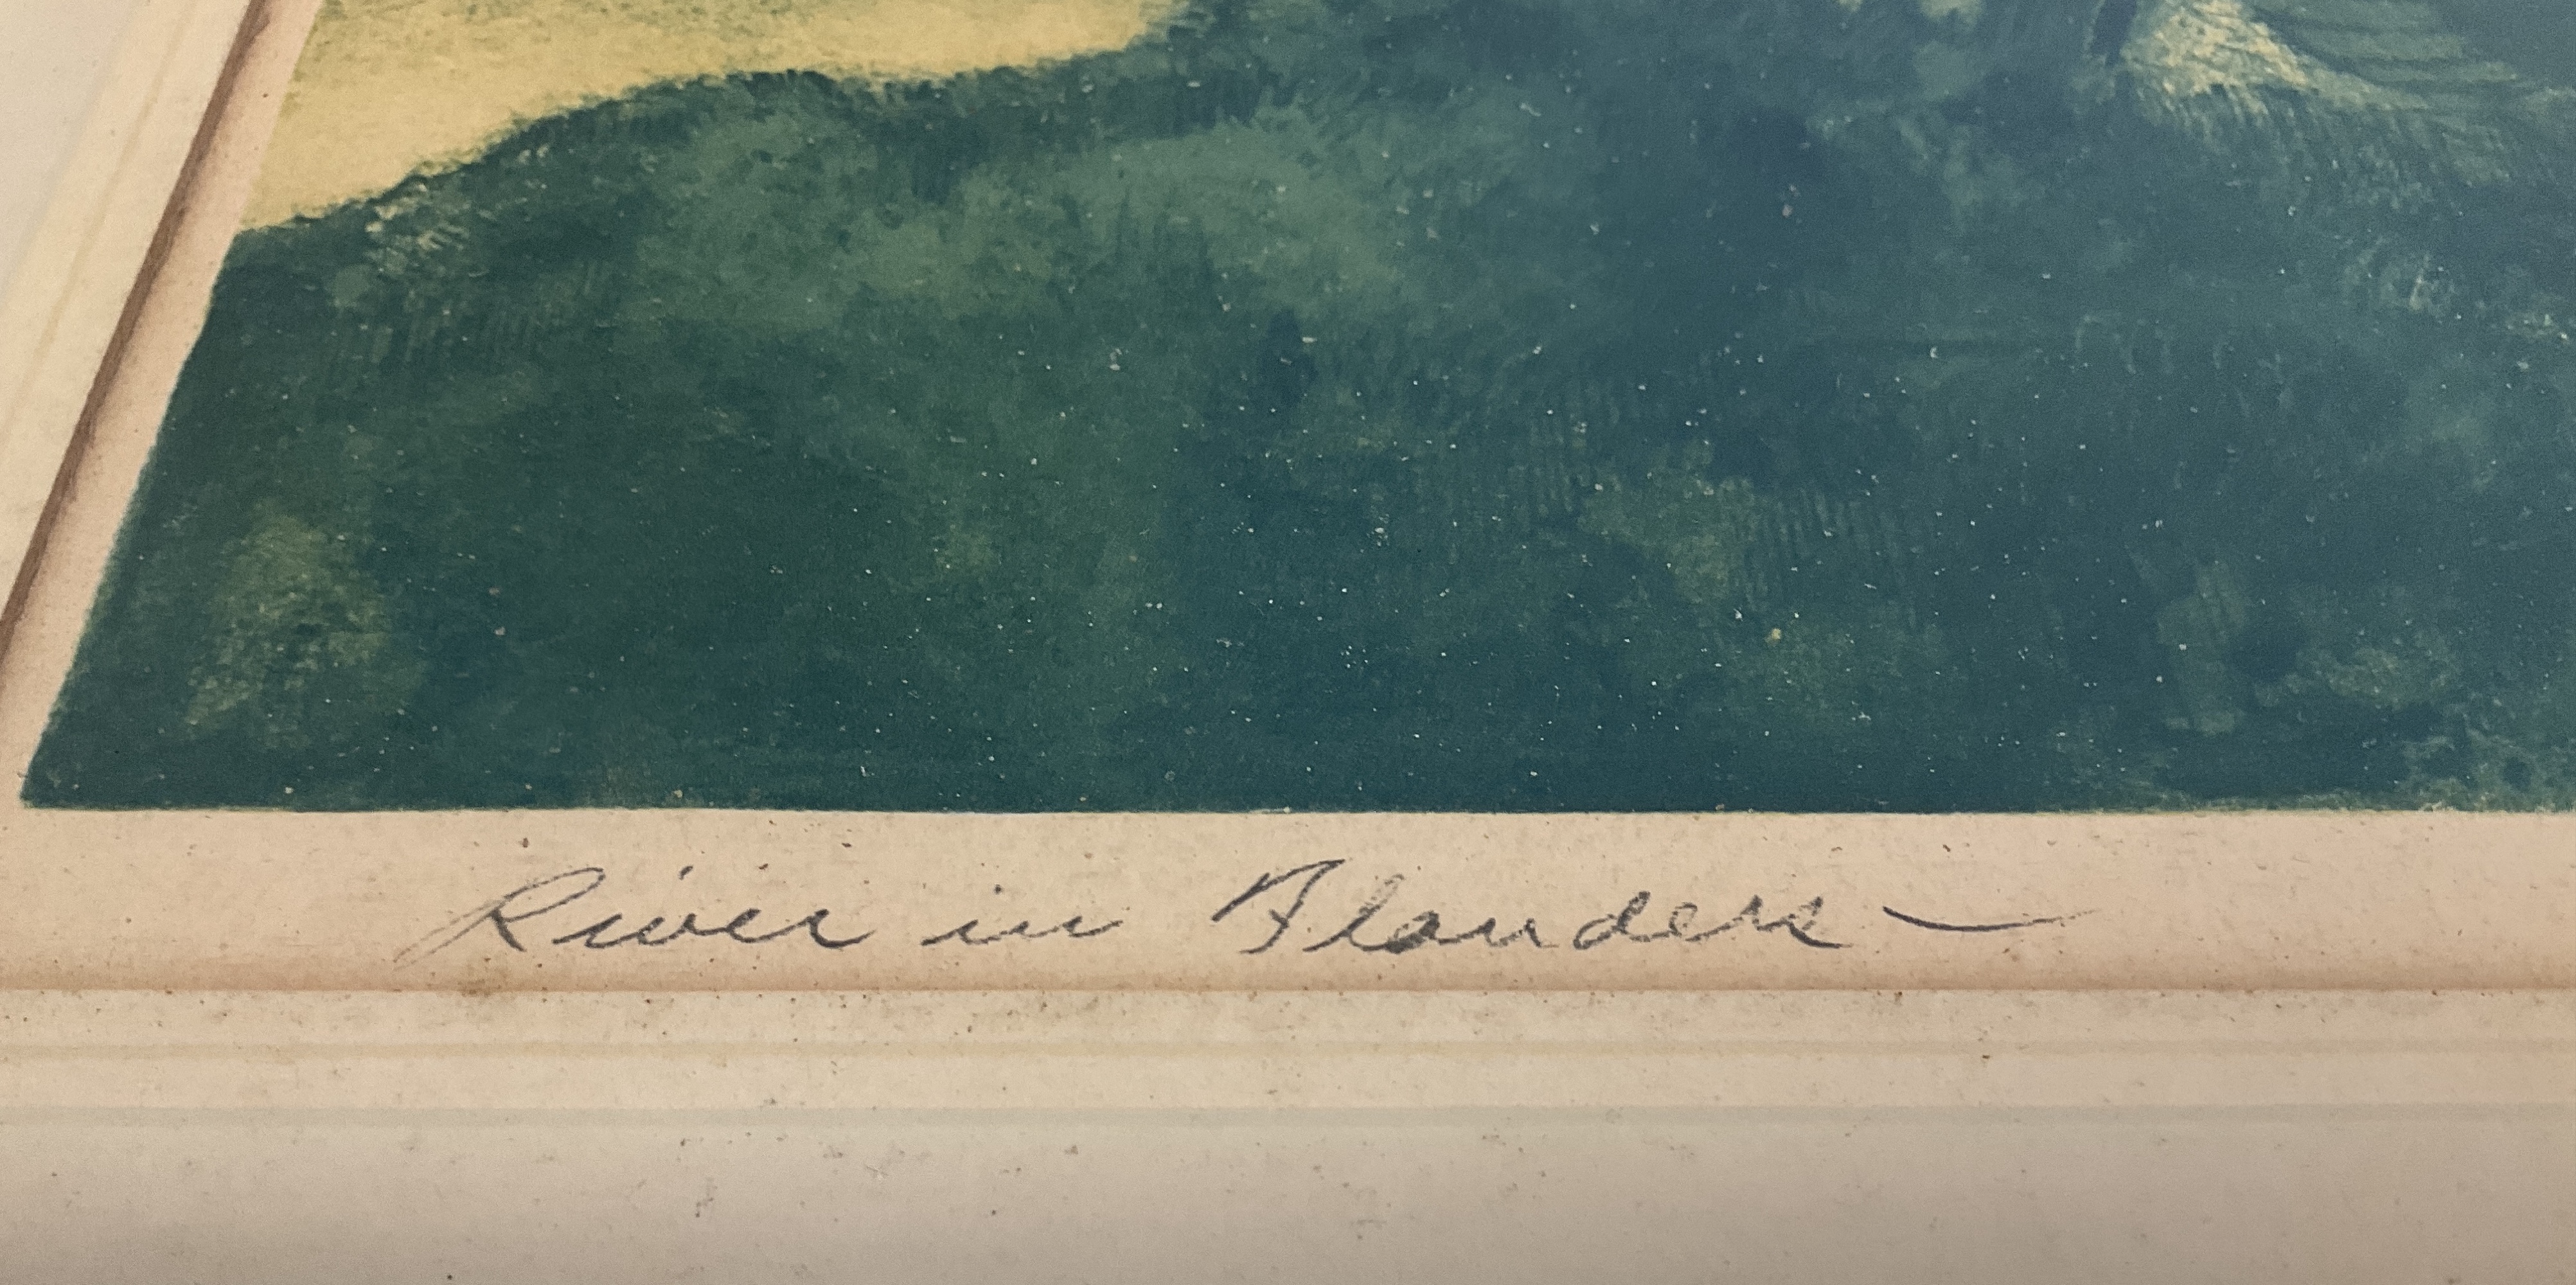 River in Flanders —